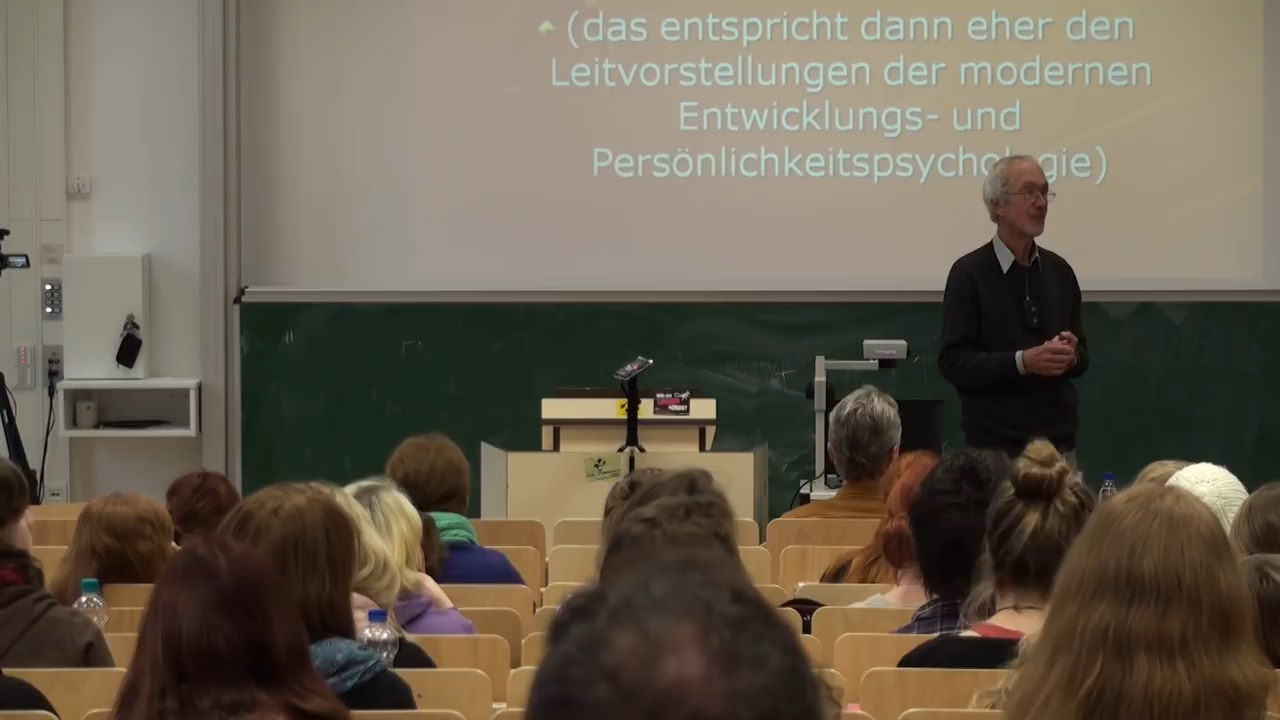 (das entspricht dann eher den
Leitvorstellungen der modernen
Entwicklungs- und
Persönlichkeitspsychologie)